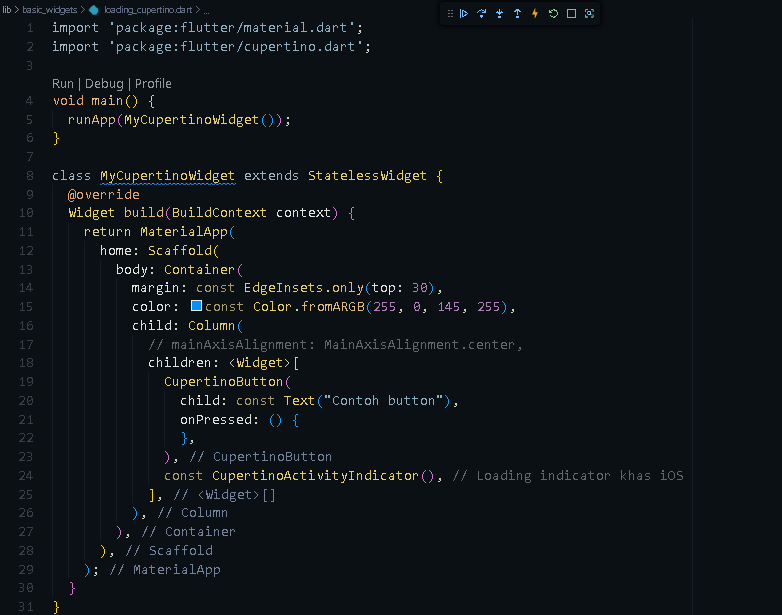 lib > basic_widgets > loading_cupertino.dart > ...
1 import 'package:flutter/material.dart';
2 import 'package:flutter/cupertino.dart';
3
Run | Debug | Profile
4 void main() {
5   runApp(MyCupertinoWidget());
6 }
7
8 class MyCupertinoWidget extends StatelessWidget {
9   @override
10   Widget build(BuildContext context) {
11     return MaterialApp(
12       home: Scaffold(
13         body: Container(
14           margin: const EdgeInsets.only(top: 30),
15           color: const Color.fromARGB(255, 0, 145, 255),
16           child: Column(
17             // mainAxisAlignment: MainAxisAlignment.center,
18             children: <Widget>[
19               CupertinoButton(
20                 child: const Text("Contoh button"),
21                 onPressed: () {
22                 },
23               ), // CupertinoButton
24               const CupertinoActivityIndicator(), // Loading indicator khas iOS
25             ], // <Widget>[]
26           ), // Column
27         ), // Container
28       ), // Scaffold
29     ); // MaterialApp
30   }
31 }